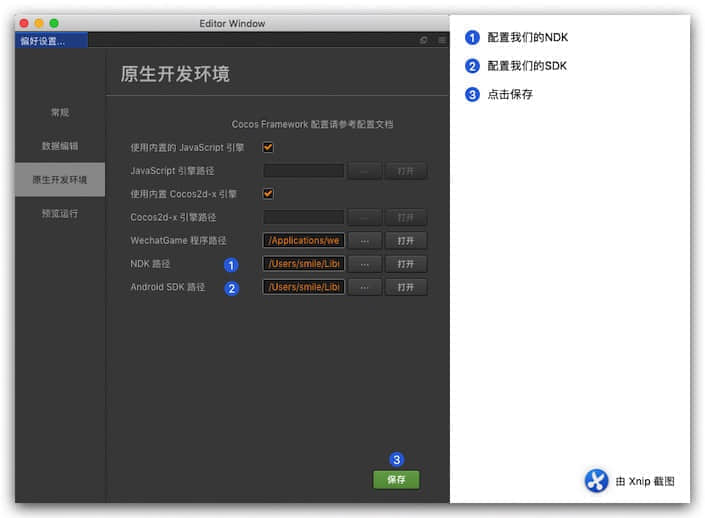 Editor Window
偏好设置...
原生开发环境
常规
数据编辑
原生开发环境
预览运行
Cocos Framework 配置请参考配置文档
使用内置的 JavaScript 引擎
JavaScript 引擎路径 ... 打开
使用内置 Cocos2d-x 引擎
Cocos2d-x 引擎路径 ... 打开
WechatGame 程序路径 /Applications/we ... 打开
NDK 路径 1 /Users/smile/Libr ... 打开
Android SDK 路径 2 /Users/smile/Libr ... 打开
3
保存
1 配置我们的NDK
2 配置我们的SDK
3 点击保存
由 Xnip 截图